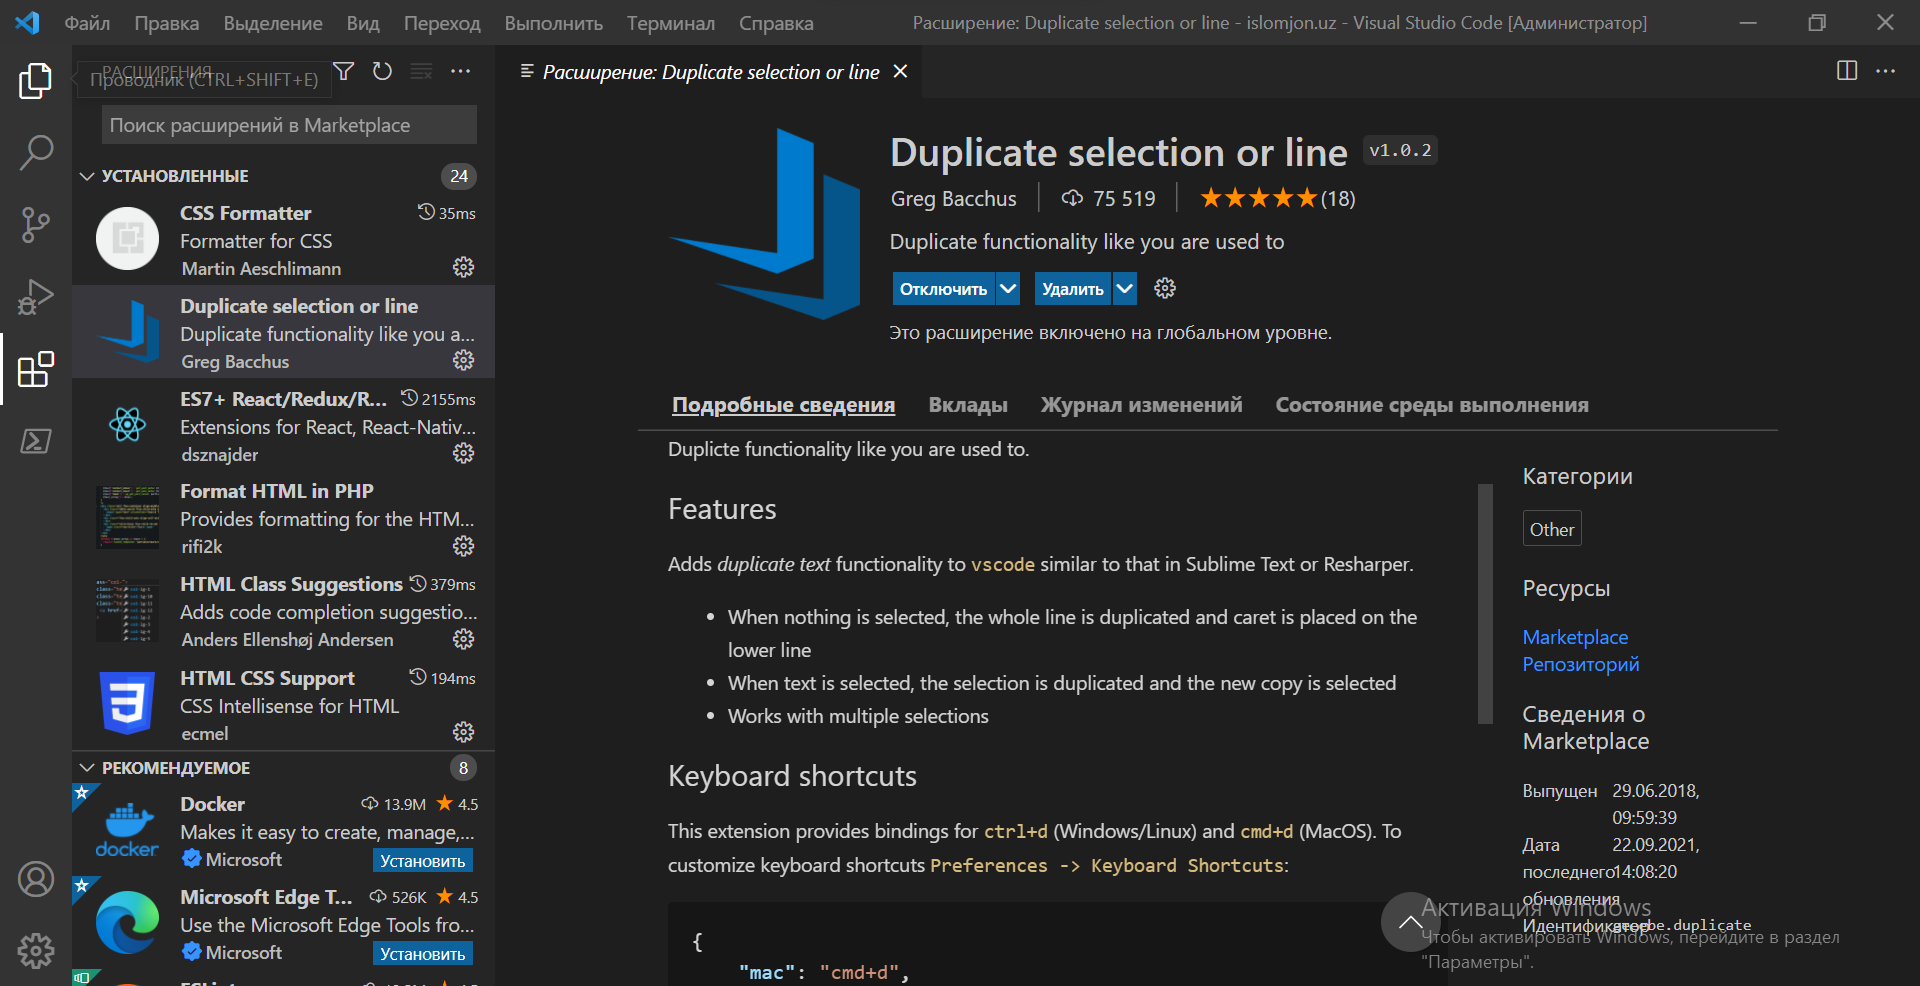 Файл Правка Выделение Вид Переход Выполнить Терминал Справка
Расширение: Duplicate selection or line - islomjon.uz - Visual Studio Code [Администратор]
РАСШИРЕНИЯ
Проводник (CTRL+SHIFT+E)
Поиск расширений в Marketplace
УСТАНОВЛЕННЫЕ 24
CSS Formatter 35ms
Formatter for CSS
Martin Aeschlimann
Duplicate selection or line
Duplicate functionality like you a...
Greg Bacchus
ES7+ React/Redux/R... 2155ms
Extensions for React, React-Nativ...
dsznajder
Format HTML in PHP
Provides formatting for the HTM...
rifi2k
HTML Class Suggestions 379ms
Adds code completion suggestio...
Anders Ellenshøj Andersen
HTML CSS Support 194ms
CSS Intellisense for HTML
ecmel
РЕКОМЕНДУЕМОЕ 8
Docker 13.9M 4.5
Makes it easy to create, manage,...
docker
Microsoft Установить
Microsoft Edge T... 526K 4.5
Use the Microsoft Edge Tools fro...
Microsoft Установить
Расширение: Duplicate selection or line
Duplicate selection or line v1.0.2
Greg Bacchus 75 519 (18)
Duplicate functionality like you are used to
Отключить Удалить
Это расширение включено на глобальном уровне.
Подробные сведения Вклады Журнал изменений Состояние среды выполнения
Duplicte functionality like you are used to.
Features
Adds duplicate text functionality to vscode similar to that in Sublime Text or Resharper.
• When nothing is selected, the whole line is duplicated and caret is placed on the
lower line
• When text is selected, the selection is duplicated and the new copy is selected
• Works with multiple selections
Keyboard shortcuts
This extension provides bindings for ctrl+d (Windows/Linux) and cmd+d (MacOS). To
customize keyboard shortcuts Preferences -> Keyboard Shortcuts:
{
"mac": "cmd+d",
Категории
Other
Ресурсы
Marketplace
Репозиторий
Сведения о
Marketplace
Выпущен 29.06.2018,
09:59:39
Дата 22.09.2021,
последнего 14:08:20
обновления
Идентификатор
Активация Windows
Чтобы активировать Windows, перейдите в раздел
"Параметры".